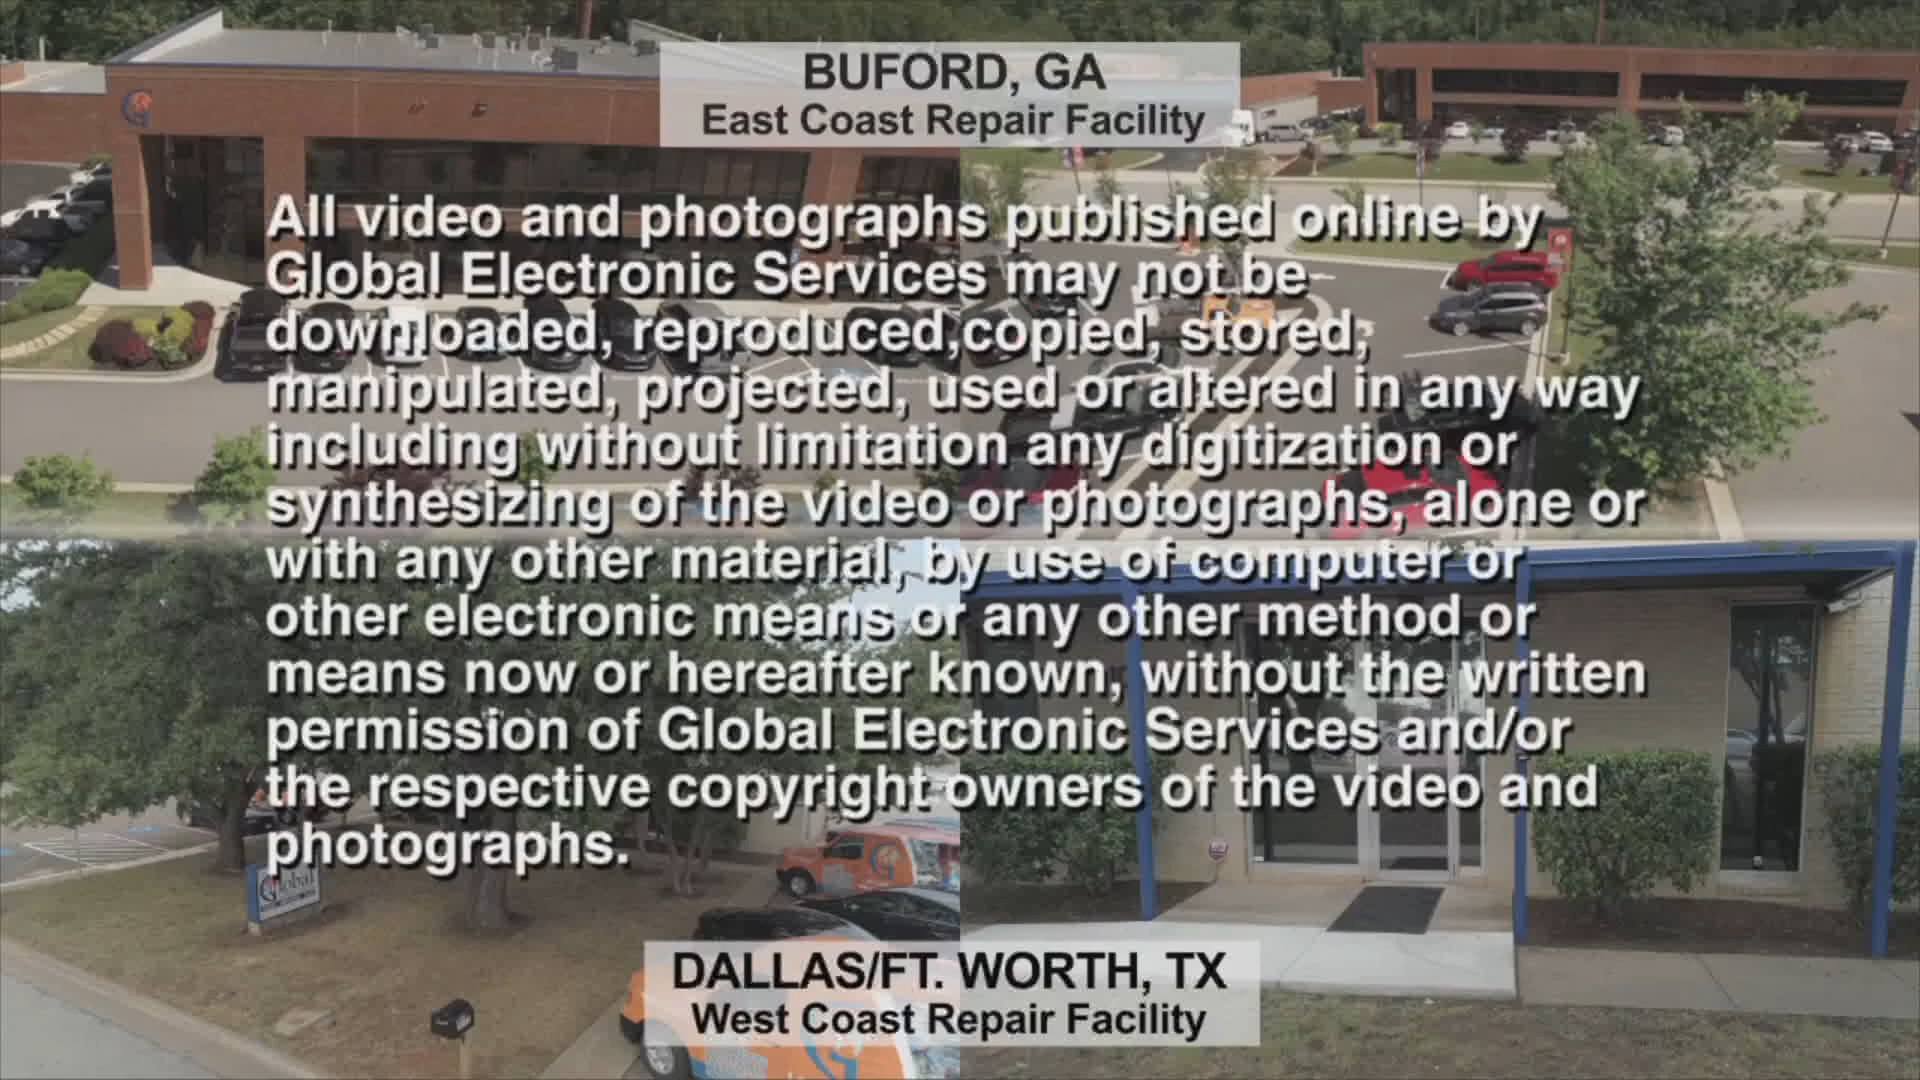 BUFORD, GA
East Coast Repair Facility
All video and photographs published online by
Global Electronic Services may not be
downloaded, reproduced,copied, stored,
manipulated, projected, used or altered in any way
including without limitation any digitization or
synthesizing of the video or photographs, alone or
with any other material, by use of computer or
other electronic means or any other method or
means now or hereafter known, without the written
permission of Global Electronic Services and/or
the respective copyright owners of the video and
photographs.
Global
DALLAS/FT. WORTH, TX
West Coast Repair Facility